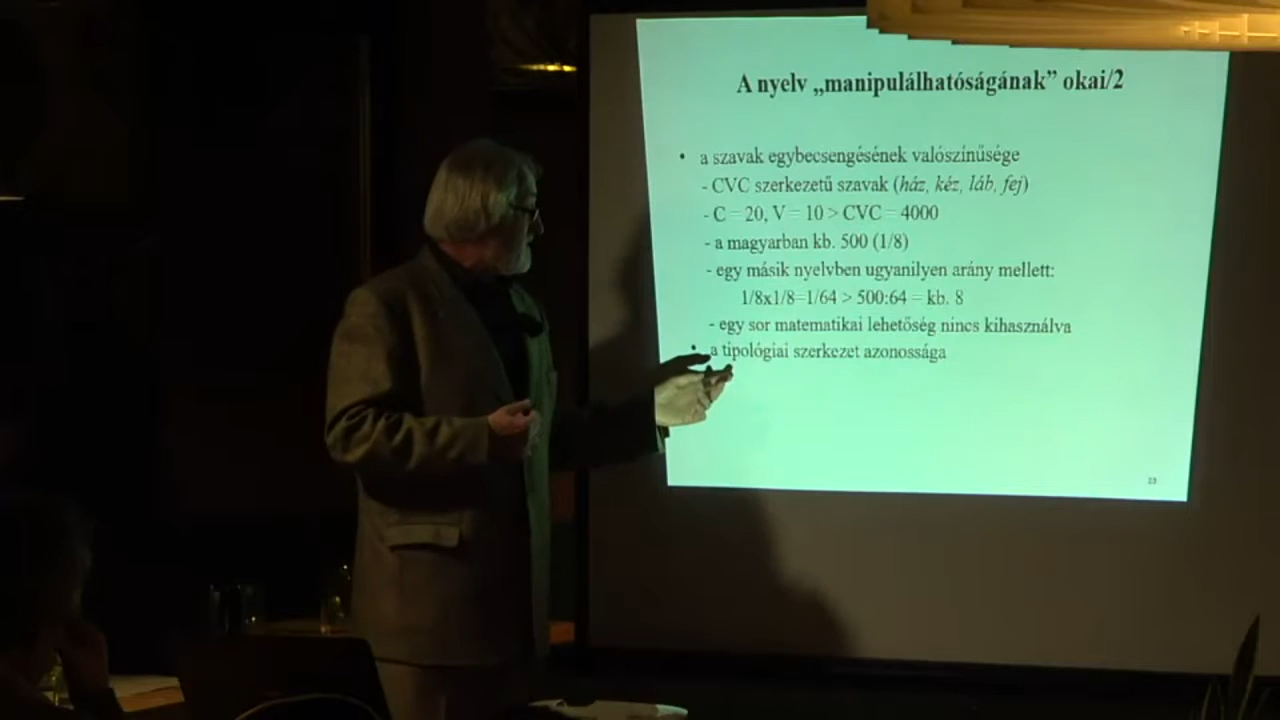 A nyelv „manipulálhatóságának” okai/2
• a szavak egybecsengésének valószínűsége
- CVC szerkezetű szavak (ház, kéz, láb, fej)
- C = 20, V = 10 > CVC = 4000
- a magyarban kb. 500 (1/8)
- egy másik nyelvben ugyanilyen arány mellett:
1/8x1/8=1/64 > 500:64 = kb. 8
- egy sor matematikai lehetőség nincs kihasználva
• a tipológiai szerkezet azonossága
23